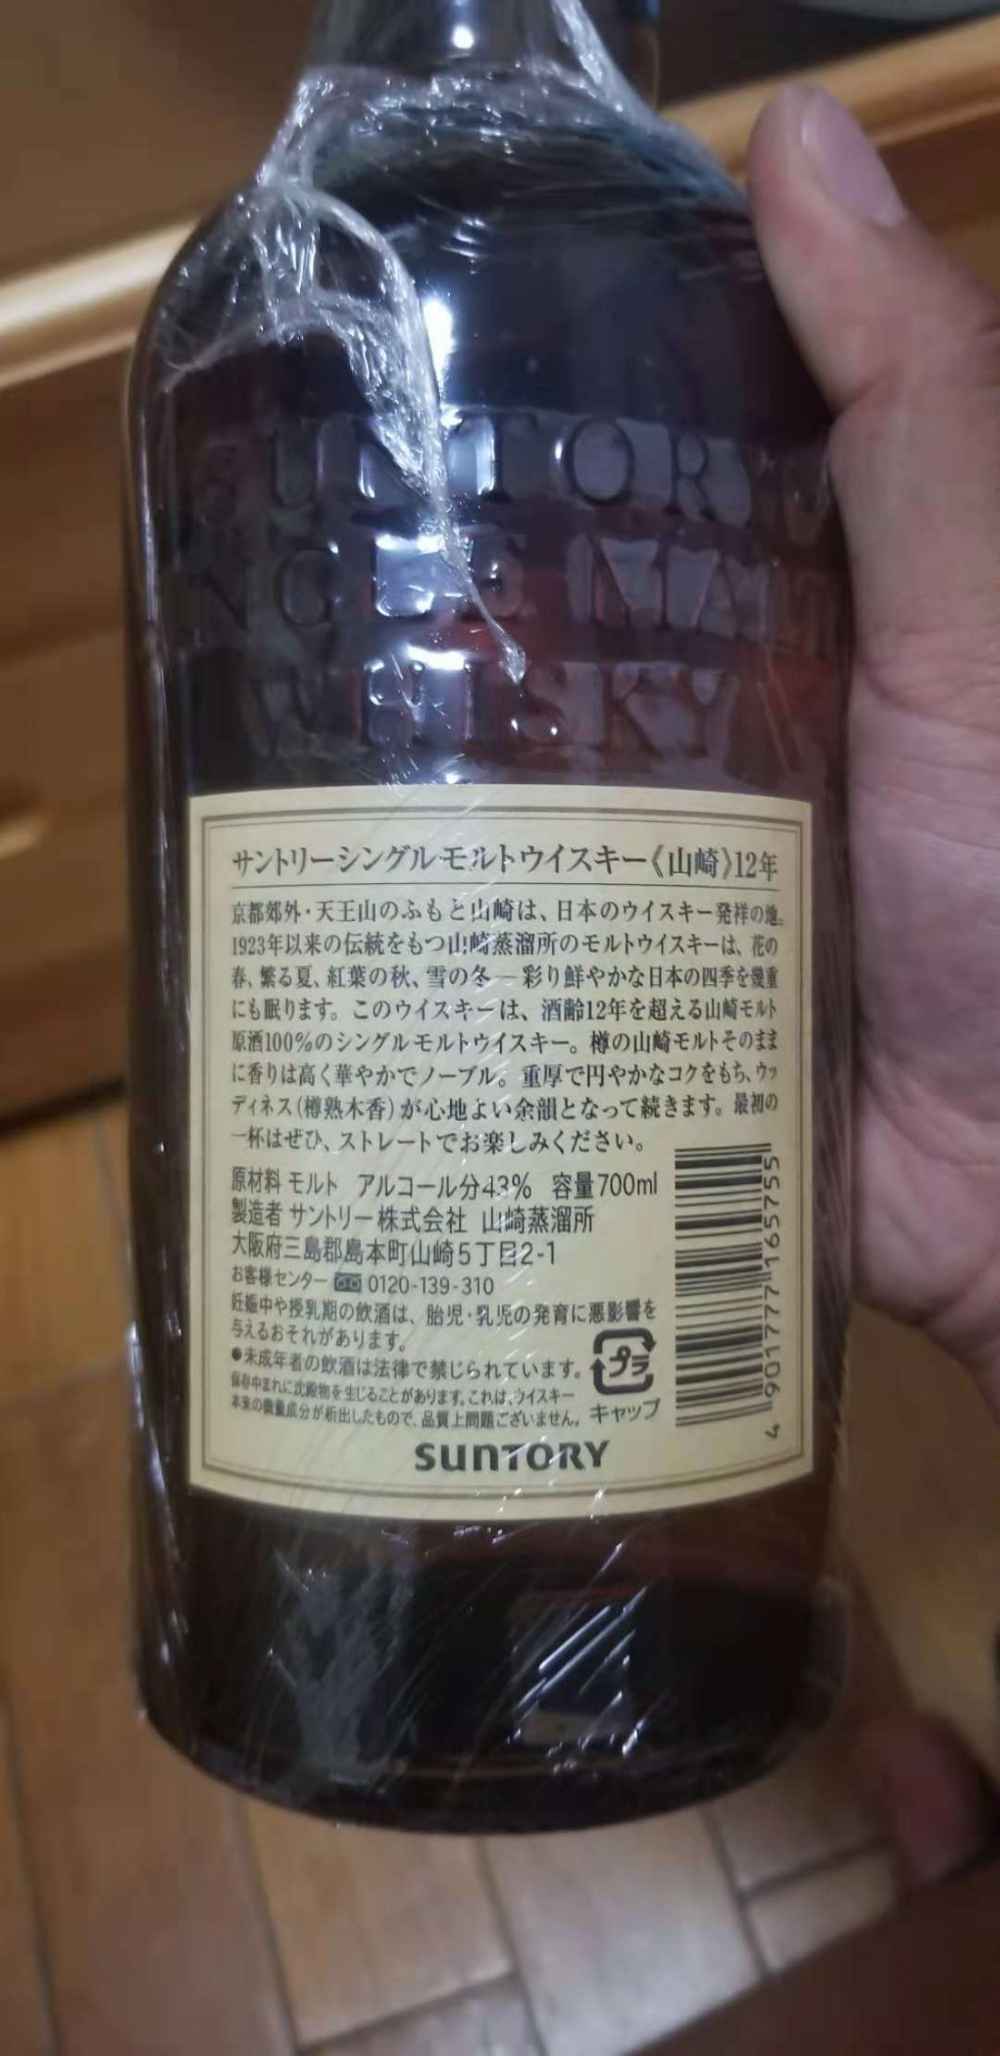 SUNTORY
NGLE MALT
WHISKY
サントリーシングルモルトウイスキー《山崎》12年
京都郊外・天王山のふもと山崎は、日本のウイスキー発祥の地。
1923年以来の伝統をもつ山崎蒸溜所のモルトウイスキーは、花の
春、繁る夏、紅葉の秋、雪の冬―彩り鮮やかな日本の四季を幾重
にも眠ります。このウイスキーは、酒齢12年を超える山崎モルト
原酒100%のシングルモルトウイスキー。樽の山崎モルトそのまま
に香りは高く華やかでノーブル。重厚で円やかなコクをもち、ウッ
ディネス(樽熟木香)が心地よい余韻となって続きます。最初の
一杯はぜひ、ストレートでお楽しみください。
原材料 モルト アルコール分43% 容量700ml
製造者 サントリー株式会社 山崎蒸溜所
大阪府三島郡島本町山崎5丁目2-1
お客様センター 0120-139-310
妊娠中や授乳期の飲酒は、胎児・乳児の発育に悪影響を
与えるおそれがあります。
●未成年者の飲酒は法律で禁じられています。
保存中まれに沈殿物を生じることがあります。これは、ウイスキー
本来の微量成分が析出したもので、品質上問題ございません。
プラ
キャップ
4 901777 165755
SUNTORY